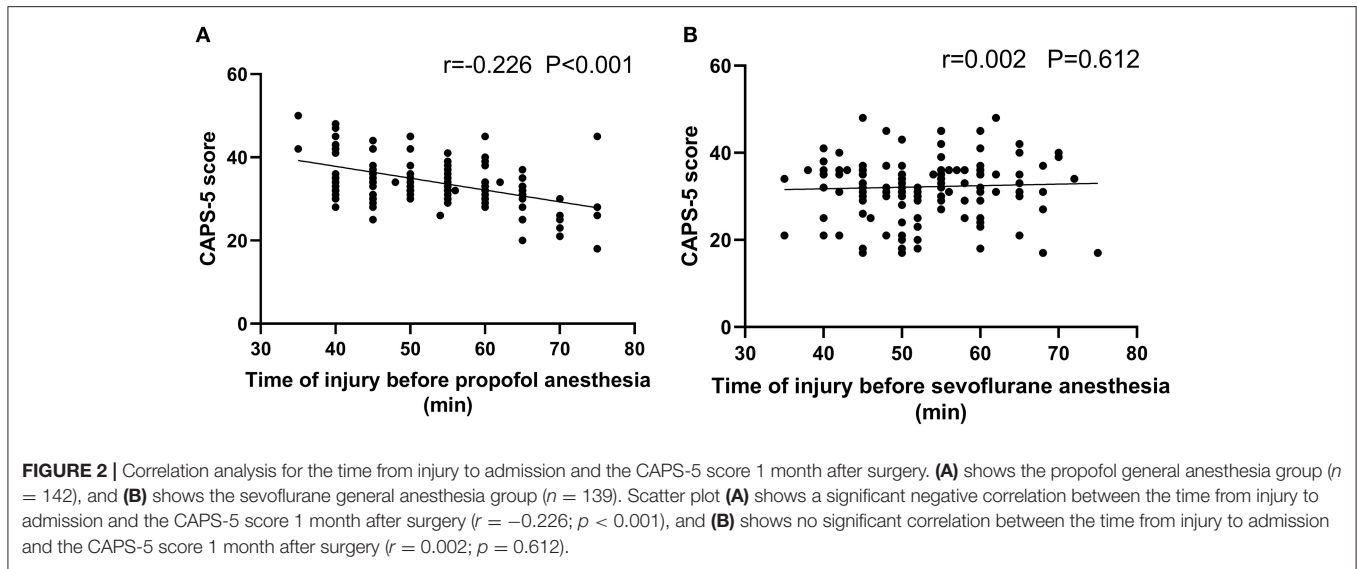 A
r=-0.226 P<0.001
60
40
20
0
CAPS-5 score
30 40 50 60 70 80
Time of injury before propofol anesthesia
(min)
B
r=0.002 P=0.612
60
40
20
0
CAPS-5 score
30 40 50 60 70 80
Time of injury before sevoflurane anesthesia
(min)
FIGURE 2 | Correlation analysis for the time from injury to admission and the CAPS-5 score 1 month after surgery. (A) shows the propofol general anesthesia group (n
= 142), and (B) shows the sevoflurane general anesthesia group (n = 139). Scatter plot (A) shows a significant negative correlation between the time from injury to
admission and the CAPS-5 score 1 month after surgery (r = −0.226; p < 0.001), and (B) shows no significant correlation between the time from injury to admission
and the CAPS-5 score 1 month after surgery (r = 0.002; p = 0.612).